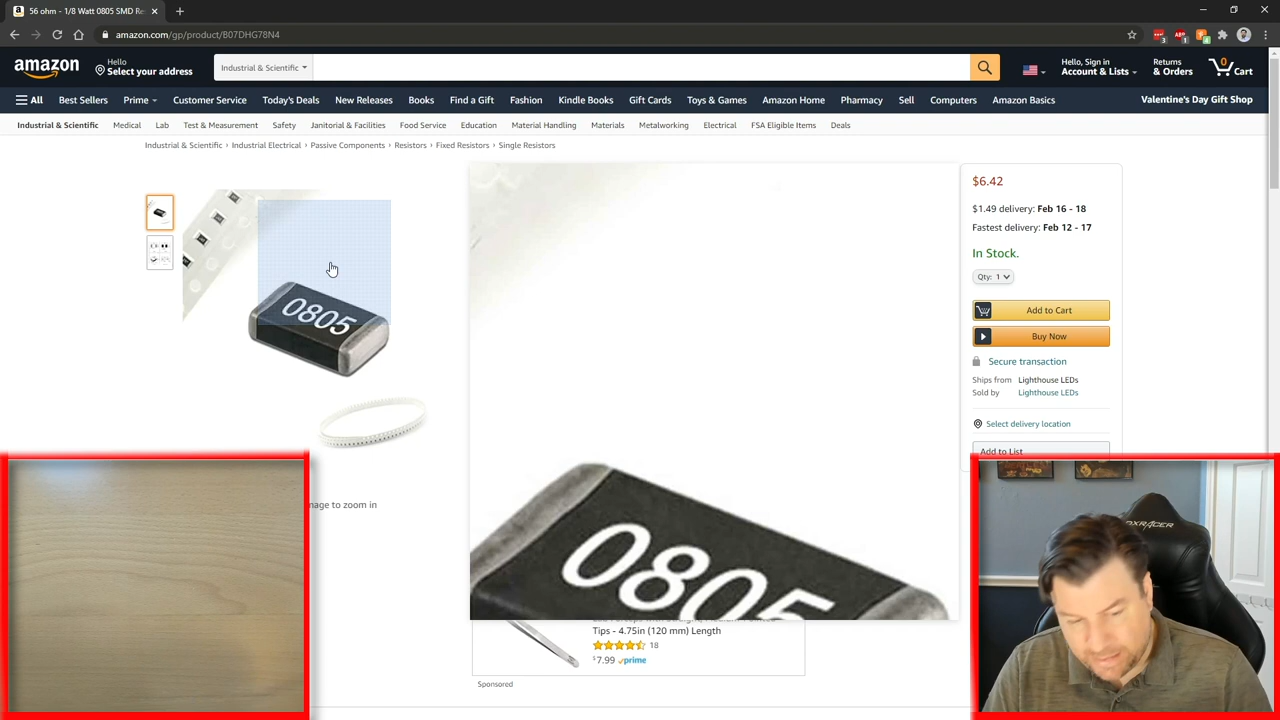 56 ohm - 1/8 Watt 0805 SMD Re
amazon.com/gp/product/B07DHG78N4
3
1
4
amazon
Hello
Select your address
Industrial & Scientific
Hello, Sign in
Account & Lists
Returns
& Orders
0
Cart
All
Best Sellers
Prime
Customer Service
Today's Deals
New Releases
Books
Find a Gift
Fashion
Kindle Books
Gift Cards
Toys & Games
Amazon Home
Pharmacy
Sell
Computers
Amazon Basics
Valentine's Day Gift Shop
Industrial & Scientific
Medical
Lab
Test & Measurement
Safety
Janitorial & Facilities
Food Service
Education
Material Handling
Materials
Metalworking
Electrical
FSA Eligible Items
Deals
Industrial & Scientific › Industrial Electrical › Passive Components › Resistors › Fixed Resistors › Single Resistors
0805
mage to zoom in
0805
Tips - 4.75in (120 mm) Length
18
$7.99 prime
Sponsored
$6.42
$1.49 delivery: Feb 16 - 18
Fastest delivery: Feb 12 - 17
In Stock.
Qty: 1
Add to Cart
Buy Now
Secure transaction
Ships from Lighthouse LEDs
Sold by Lighthouse LEDs
Select delivery location
Add to List
DXRACER